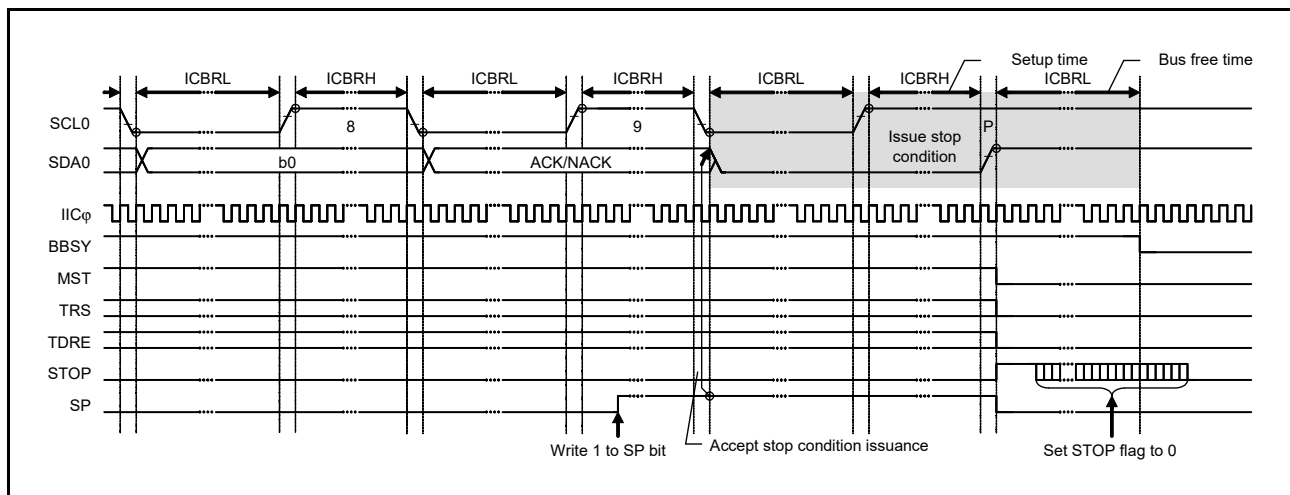 Setup time
Bus free time
ICBRL
ICBRH
ICBRL
ICBRH
ICBRL
ICBRH
ICBRL
SCL0
8
9
P
Issue stop
condition
SDA0
b0
ACK/NACK
IICφ
BBSY
MST
TRS
TDRE
STOP
SP
Write 1 to SP bit
Accept stop condition issuance
Set STOP flag to 0